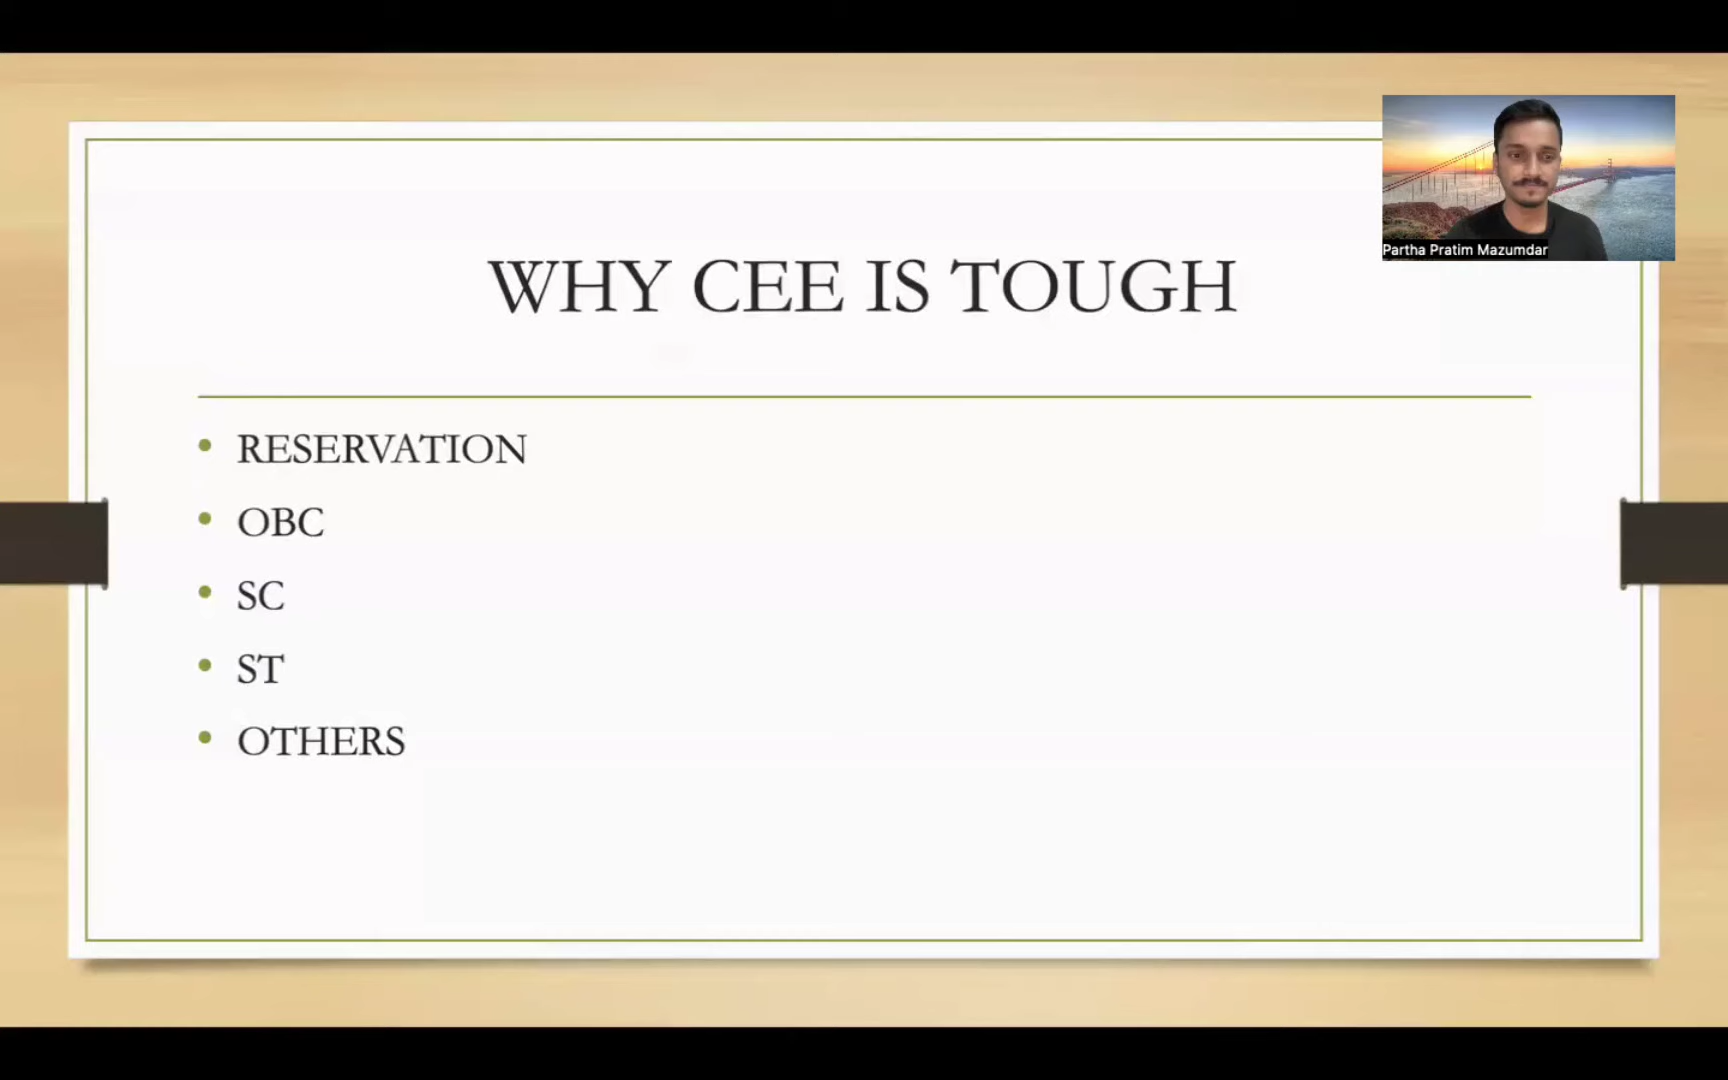 WHY CEE IS TOUGH
Partha Pratim Mazumdar
• RESERVATION
• OBC
• SC
• ST
• OTHERS